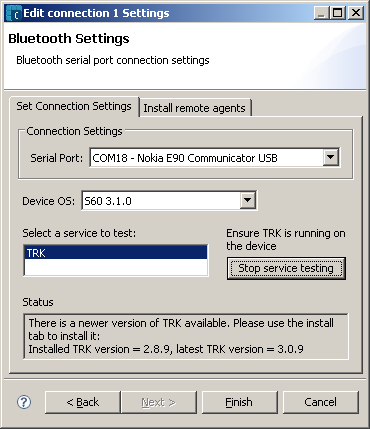 Edit connection 1 Settings
Bluetooth Settings
Bluetooth serial port connection settings
Set Connection Settings
Install remote agents
Connection Settings
Serial Port:
COM18 - Nokia E90 Communicator USB
Device OS:
S60 3.1.0
Select a service to test:
TRK
Ensure TRK is running on
the device
Stop service testing
Status
There is a newer version of TRK available. Please use the install
tab to install it:
Installed TRK version = 2.8.9, latest TRK version = 3.0.9
?
< Back
Next >
Finish
Cancel